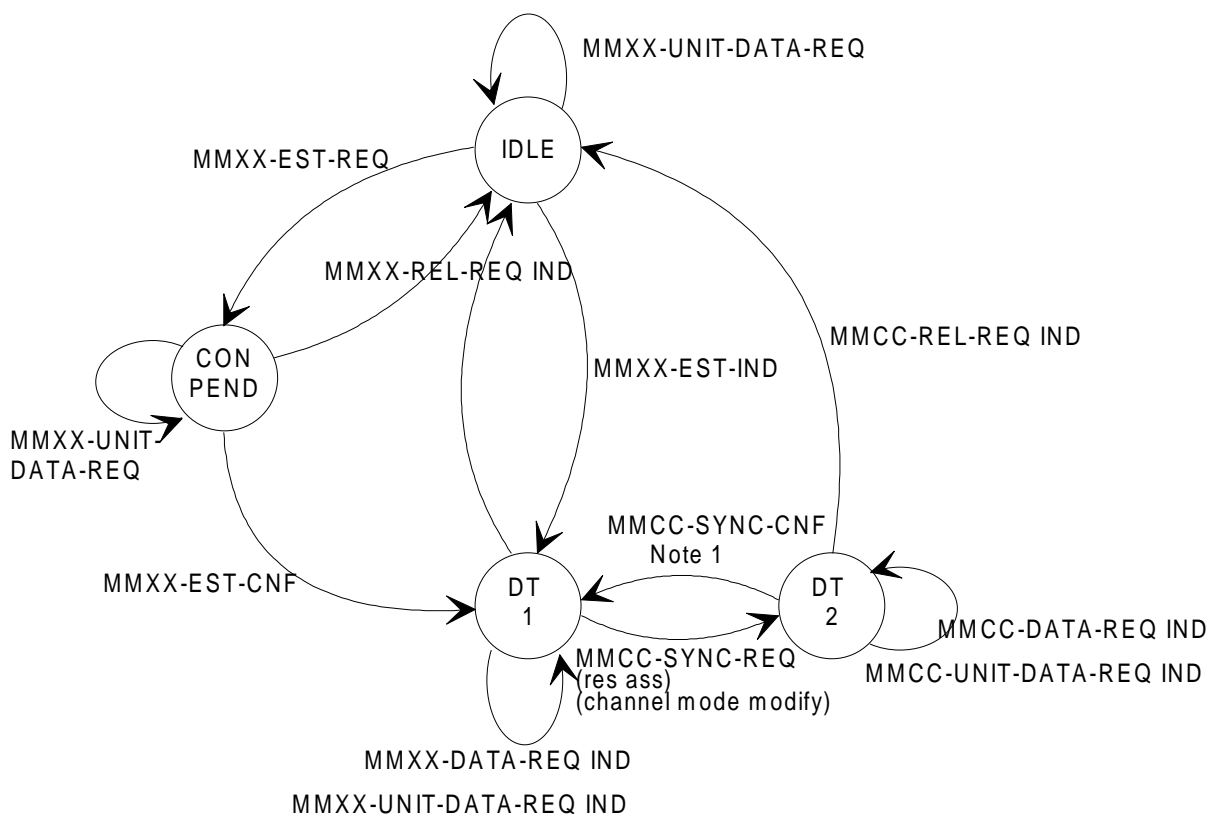 MMXX-UNIT-DATA-REQ
IDLE
MMXX-EST-REQ
MMXX-REL-REQ IND
MMCC-REL-REQ IND
CON
PEND
MMXX-EST-IND
MMXX-UNIT-
DATA-REQ
MMCC-SYNC-CNF
Note 1
MMXX-EST-CNF
DT
1
DT
2
MMCC-DATA-REQ IND
MMCC-UNIT-DATA-REQ IND
MMCC-SYNC-REQ
(res ass)
(channel mode modify)
MMXX-DATA-REQ IND
MMXX-UNIT-DATA-REQ IND